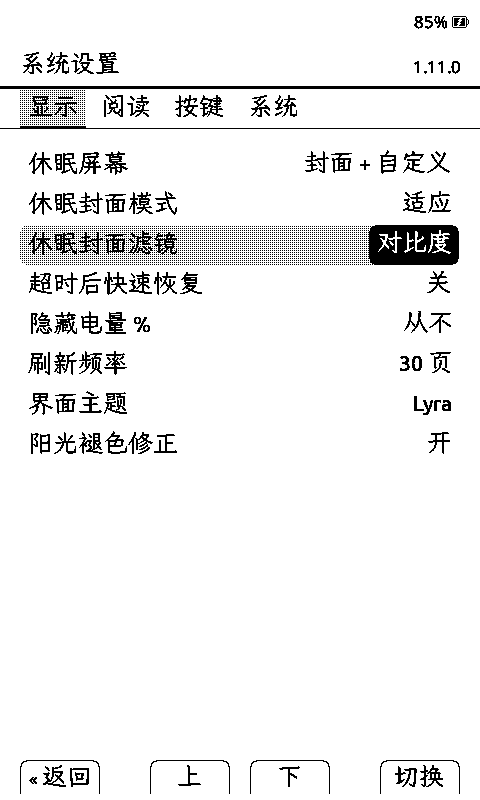 85%
系统设置 1.11.0
显示 阅读 按键 系统
休眠屏幕 封面 + 自定义
休眠封面模式 适应
休眠封面滤镜 对比度
超时后快速恢复 关
隐藏电量 % 从不
刷新频率 30 页
界面主题 Lyra
阳光褪色修正 开
« 返回 上 下 切换